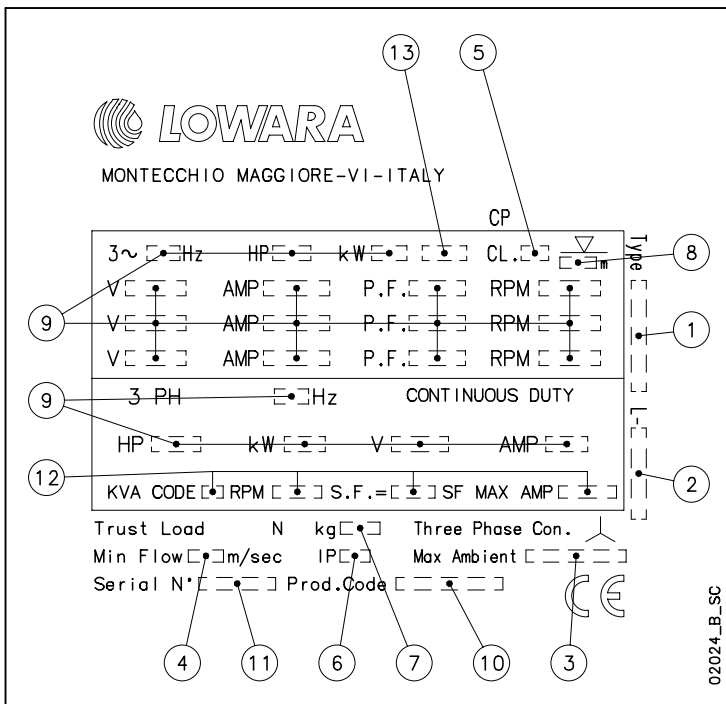 13 5
LOWARA
MONTECCHIO MAGGIORE-VI-ITALY
CP
3~ Hz HP kW CL. m
Type
8
V AMP P.F. RPM
9
V AMP P.F. RPM
1
V AMP P.F. RPM
9
3 PH Hz CONTINUOUS DUTY
L-
HP kW V AMP
12
KVA CODE RPM S.F.= SF MAX AMP
2
Trust Load N kg Three Phase Con.
Min Flow m/sec IP Max Ambient
Serial N° Prod.Code
CE
4 11 6 7 10 3
02024_B_SC